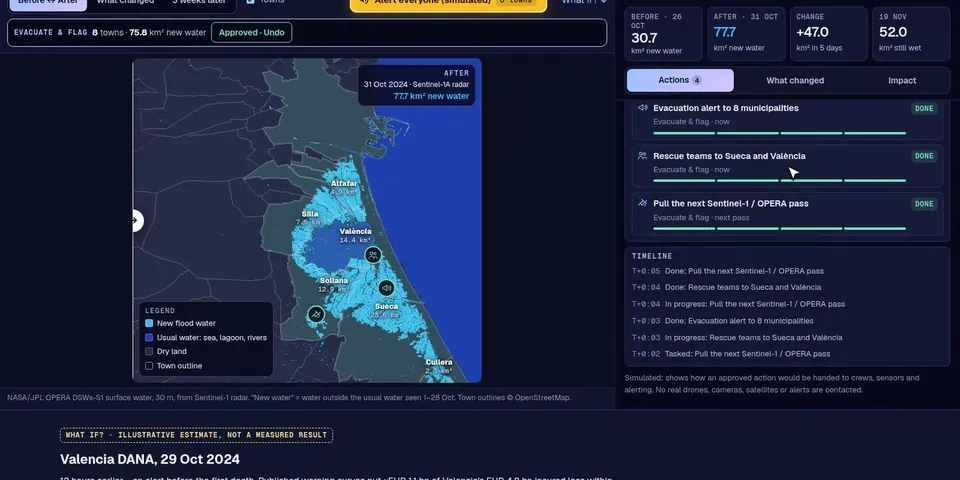 Before ⇔ After What changed 3 weeks later Towns
Alert everyone (simulated) 8 towns What if?
EVACUATE & FLAG 8 towns · 75.8 km² new water Approved · Undo
AFTER
31 Oct 2024 · Sentinel-1A radar
77.7 km² new water
Alfafar
4.9 km²
Silla
7.5 km²
València
14.4 km²
Sollana
12.9 km²
Sueca
28.6 km²
Cullera
2.5 km²
LEGEND
New flood water
Usual water: sea, lagoon, rivers
Dry land
Town outline
NASA/JPL OPERA DSWx-S1 surface water, 30 m, from Sentinel-1 radar. "New water" = water outside the usual water seen 1–28 Oct. Town outlines © OpenStreetMap.
BEFORE · 26 OCT
30.7
km² new water
AFTER · 31 OCT
77.7
km² new water
CHANGE
+47.0
km² in 5 days
19 NOV
52.0
km² still wet
Actions 4 What changed Impact
Evacuation alert to 8 municipalities DONE
Evacuate & flag · now
Rescue teams to Sueca and València DONE
Evacuate & flag · now
Pull the next Sentinel-1 / OPERA pass DONE
Evacuate & flag · next pass
TIMELINE
T+0:05 Done: Pull the next Sentinel-1 / OPERA pass
T+0:04 Done: Rescue teams to Sueca and València
T+0:04 In progress: Pull the next Sentinel-1 / OPERA pass
T+0:03 Done: Evacuation alert to 8 municipalities
T+0:03 In progress: Rescue teams to Sueca and València
T+0:02 Tasked: Pull the next Sentinel-1 / OPERA pass
Simulated: shows how an approved action would be handed to crews, sensors and
alerting. No real drones, cameras, satellites or alerts are contacted.
WHAT IF? · ILLUSTRATIVE ESTIMATE, NOT A MEASURED RESULT
Valencia DANA, 29 Oct 2024